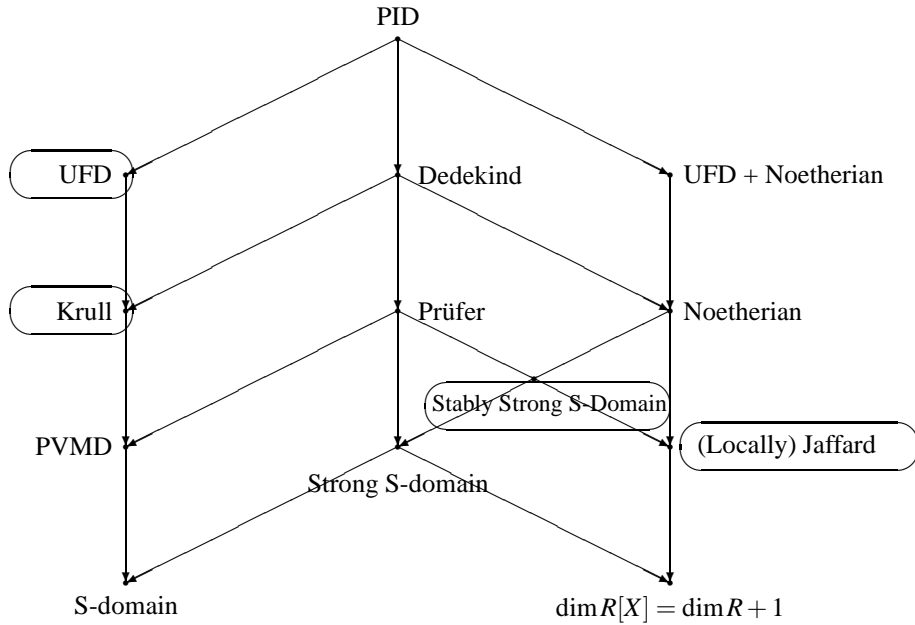 PID
UFD
Dedekind
UFD + Noetherian
Krull
Prüfer
Noetherian
Stably Strong S-Domain
PVMD
(Locally) Jaffard
Strong S-domain
S-domain
dim R[X] = dim R + 1